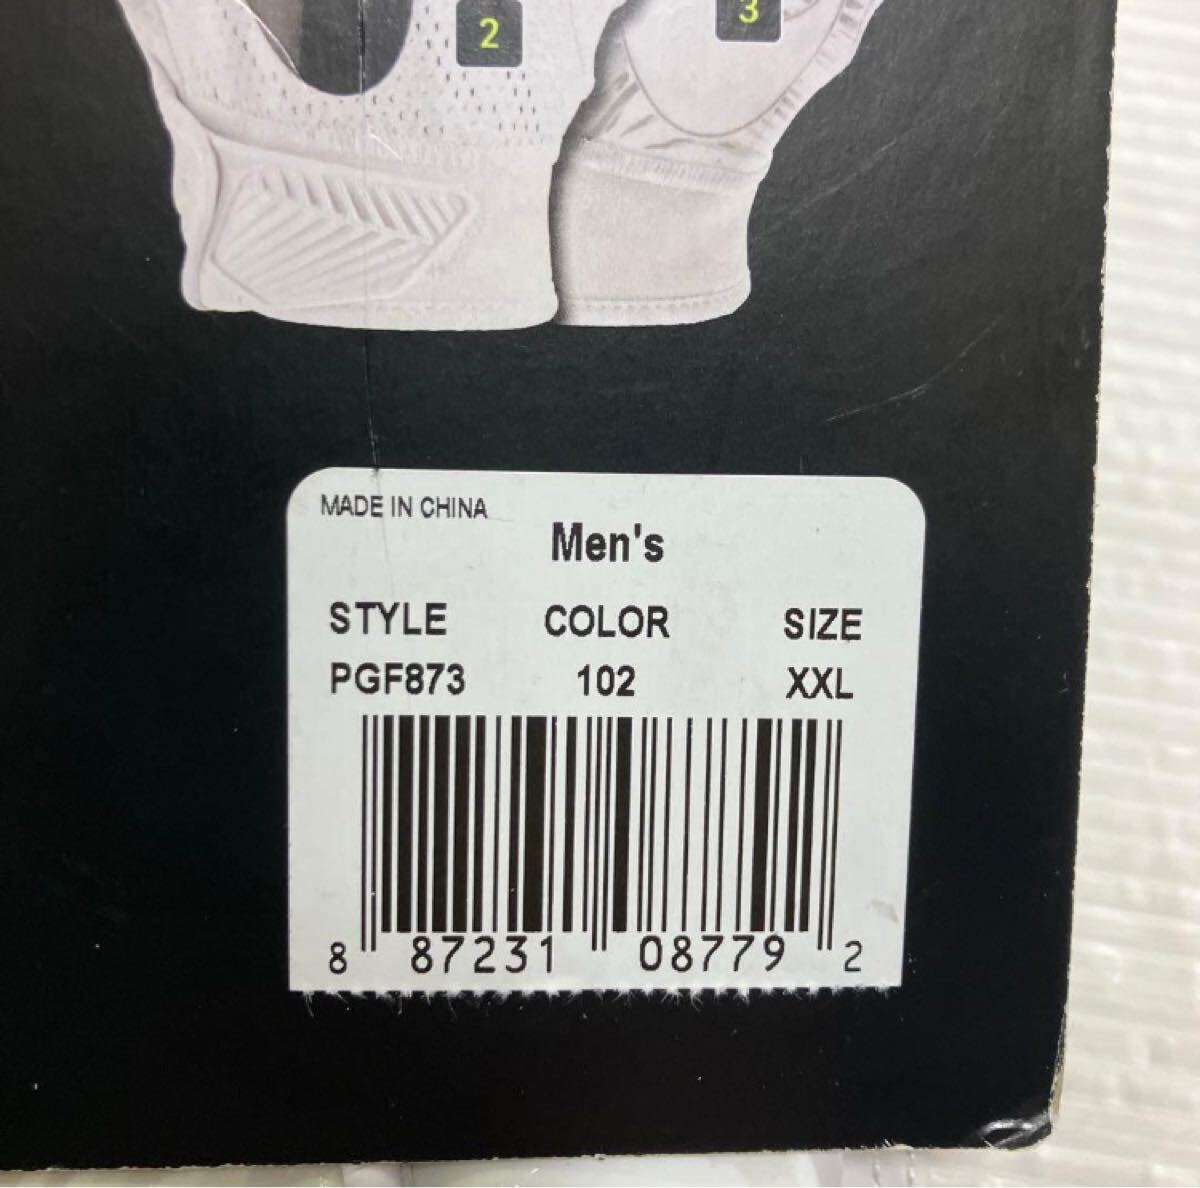 2
3
MADE IN CHINA
Men's
STYLE COLOR SIZE
PGF873 102 XXL
8 87231 08779 2